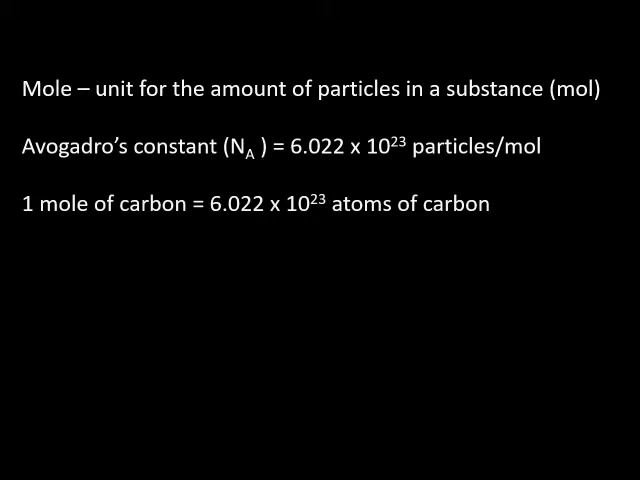 Mole – unit for the amount of particles in a substance (mol)
Avogadro’s constant (N_A ) = 6.022 x 10²³ particles/mol
1 mole of carbon = 6.022 x 10²³ atoms of carbon